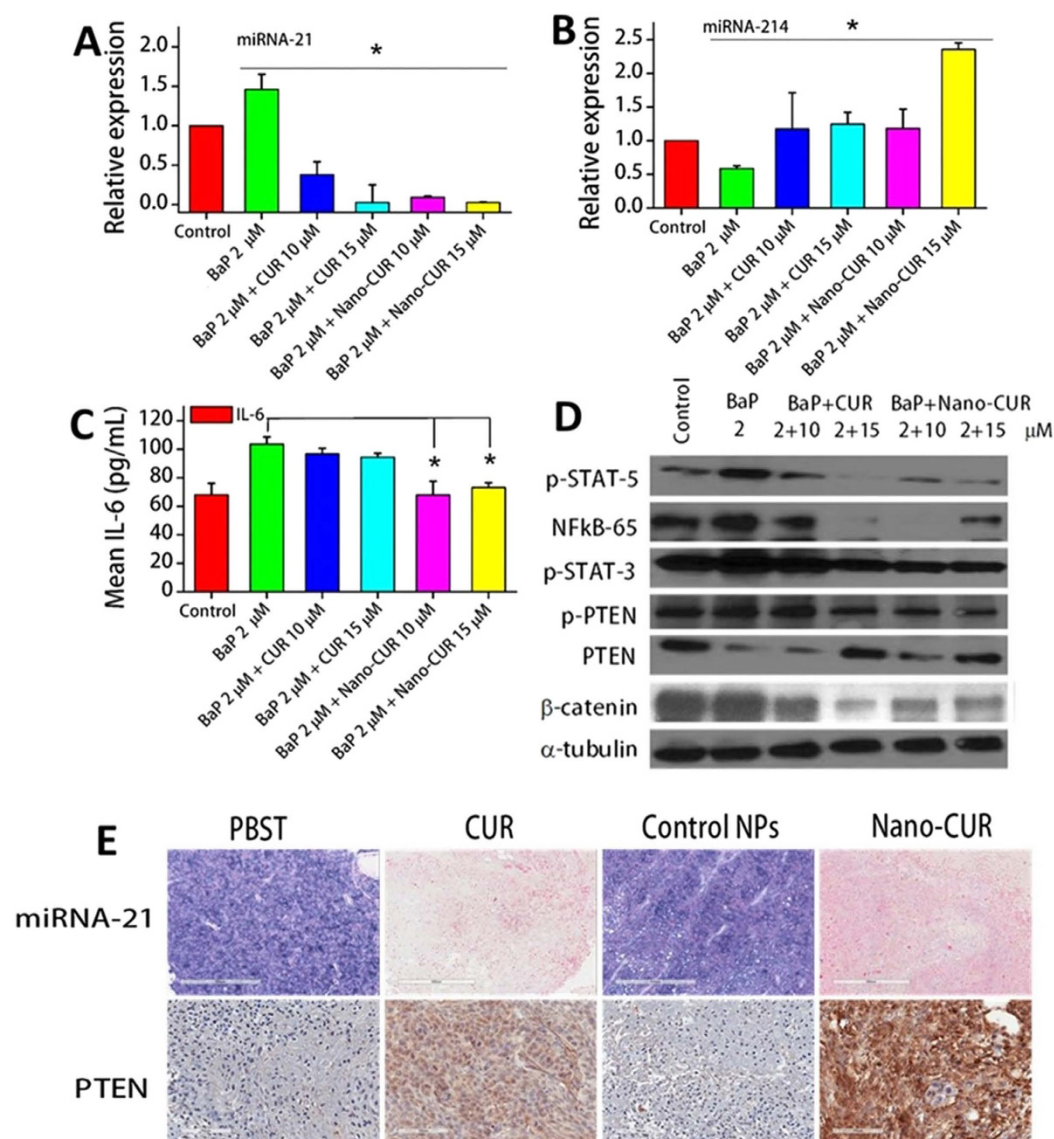 A
Relative expression
2.0
1.5
1.0
0.5
0.0
miRNA-21
*
Control
BaP 2 μM
BaP 2 μM + CUR 10 μM
BaP 2 μM + CUR 15 μM
BaP 2 μM + Nano-CUR 10 μM
BaP 2 μM + Nano-CUR 15 μM
B
Relative expression
2.5
2.0
1.5
1.0
0.5
0.0
miRNA-214
*
Control
BaP 2 μM
BaP 2 μM + CUR 10 μM
BaP 2 μM + CUR 15 μM
BaP 2 μM + Nano-CUR 10 μM
BaP 2 μM + Nano-CUR 15 μM
C
Mean IL-6 (pg/mL)
120
100
80
60
40
20
0
IL-6
*
*
Control
BaP 2 μM
BaP 2 μM + CUR 10 μM
BaP 2 μM + CUR 15 μM
BaP 2 μM + Nano-CUR 10 μM
BaP 2 μM + Nano-CUR 15 μM
D
Control BaP BaP+CUR BaP+Nano-CUR
2 2+10 2+15 2+10 2+15 μM
p-STAT-5
NFkB-65
p-STAT-3
p-PTEN
PTEN
β-catenin
α-tubulin
E
PBST CUR Control NPs Nano-CUR
miRNA-21
PTEN